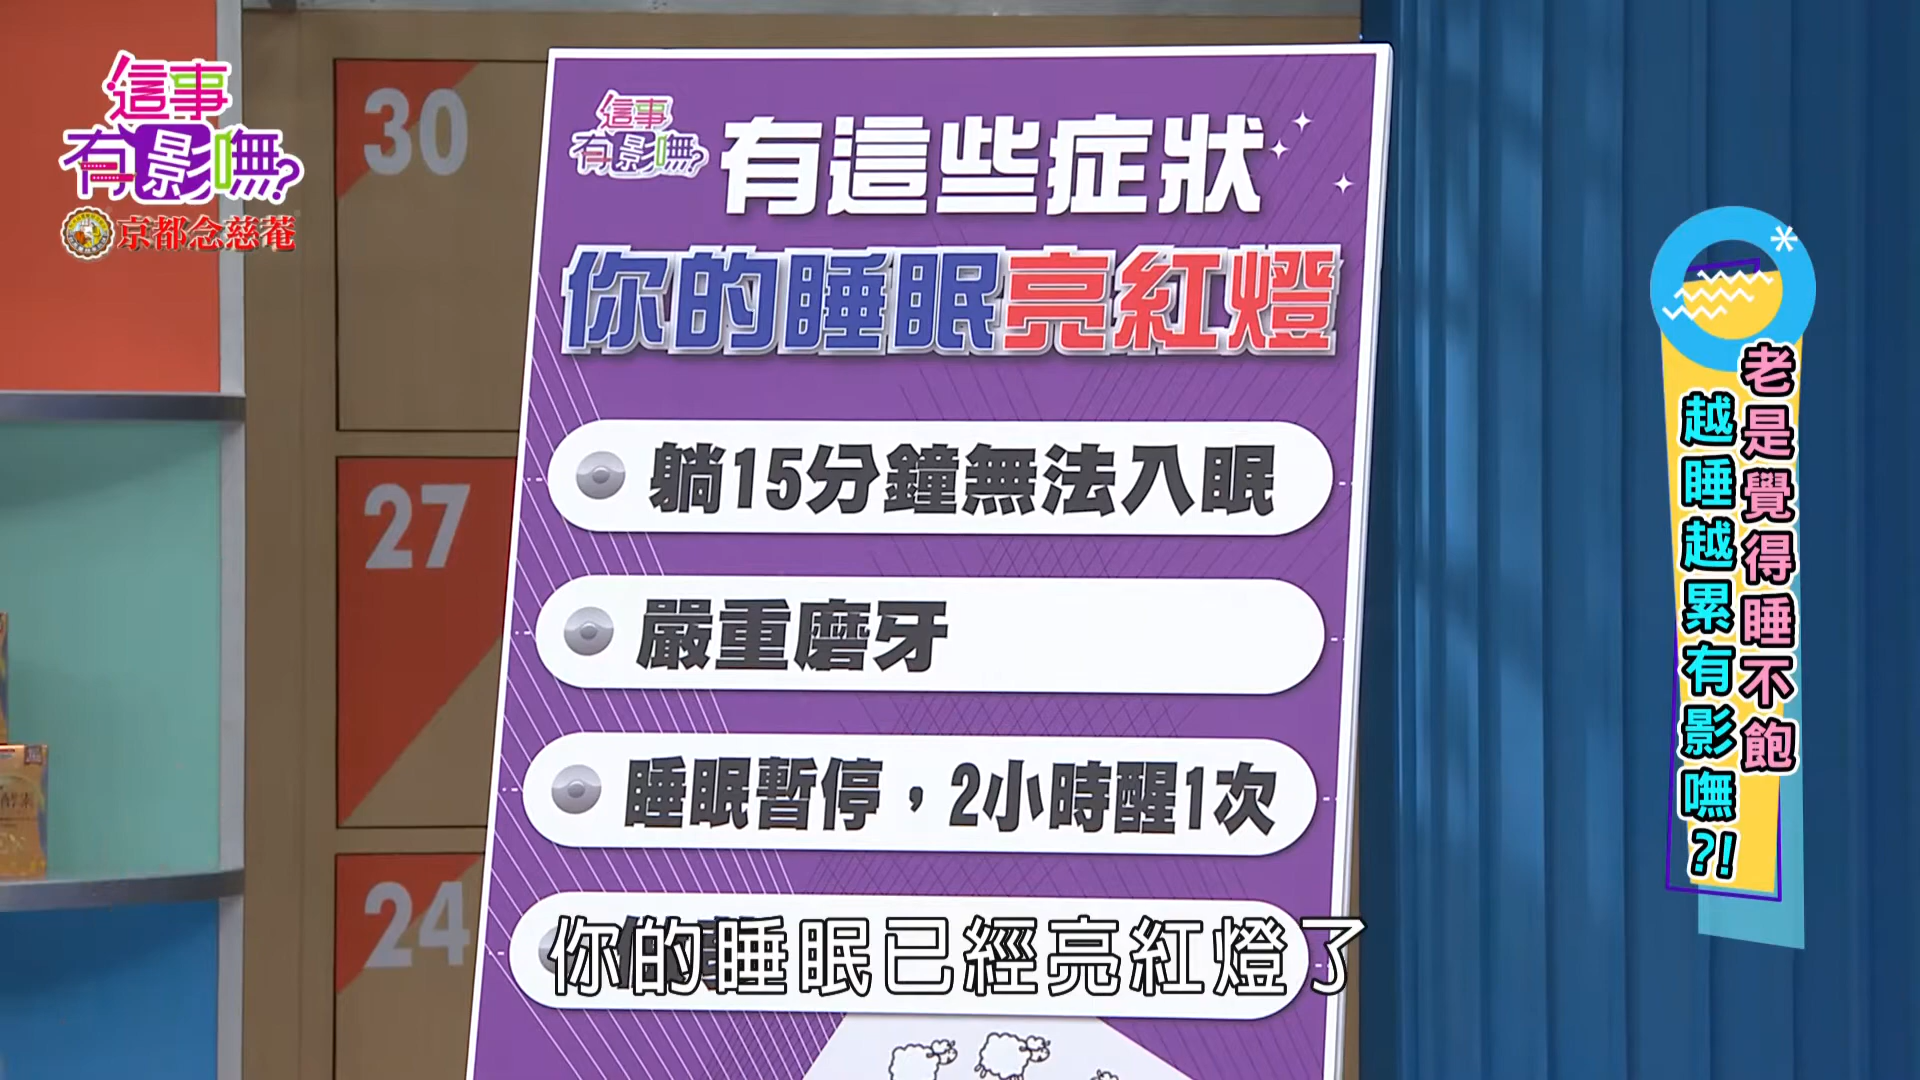 這事
有影嘸?
京都念慈菴
30
27
24
這事
有影嘸?
有這些症狀
你的睡眠亮紅燈
躺15分鐘無法入眠
嚴重磨牙
睡眠暫停，2小時醒1次
你的睡眠已經亮紅燈了
老是覺得睡不飽
越睡越累有影嘸?!
酵素